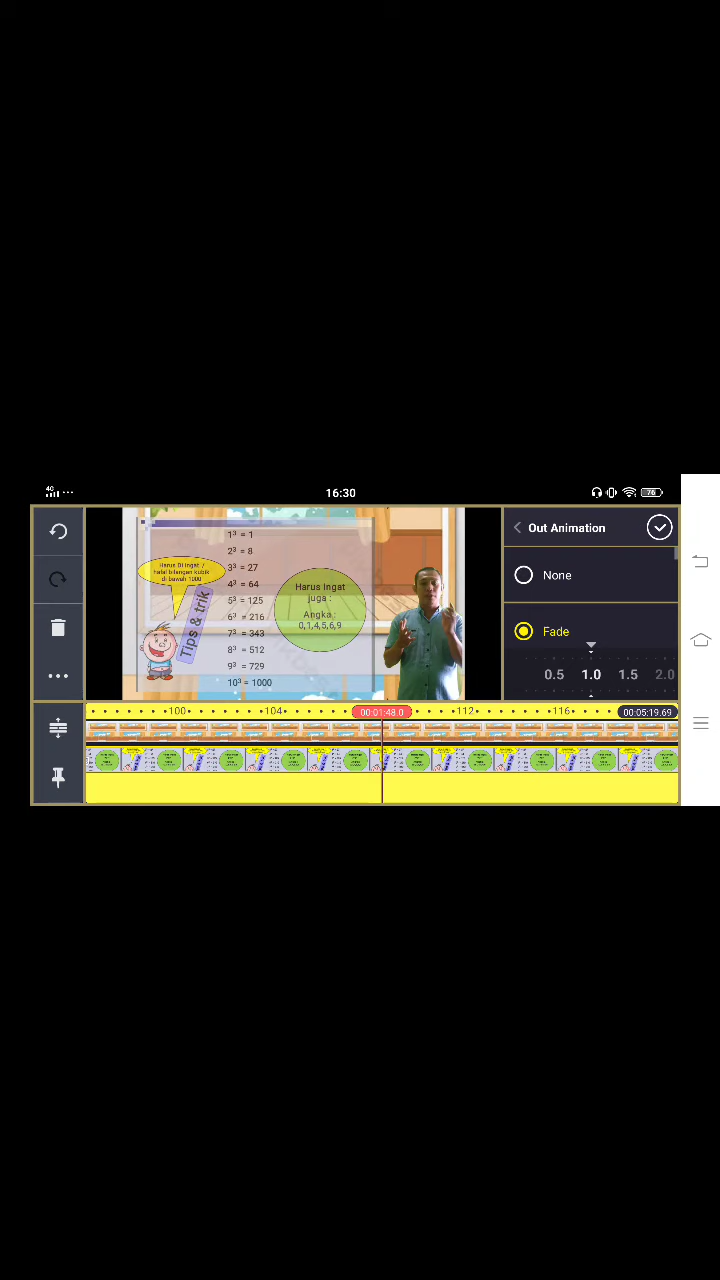 4G
16:30
76
Out Animation
None
Fade
0.5 1.0 1.5 2.0
1³ = 1
2³ = 8
3³ = 27
4³ = 64
5³ = 125
6³ = 216
7³ = 343
8³ = 512
9³ = 729
10³ = 1000
Harus Di Ingat /
hafal bilangan kubik
di bawah 1000
Tips & trik
Harus ingat
juga :
Angka :
0,1,4,5,6,9
100 104 00:01:48.0 112 116 00:05:19.69